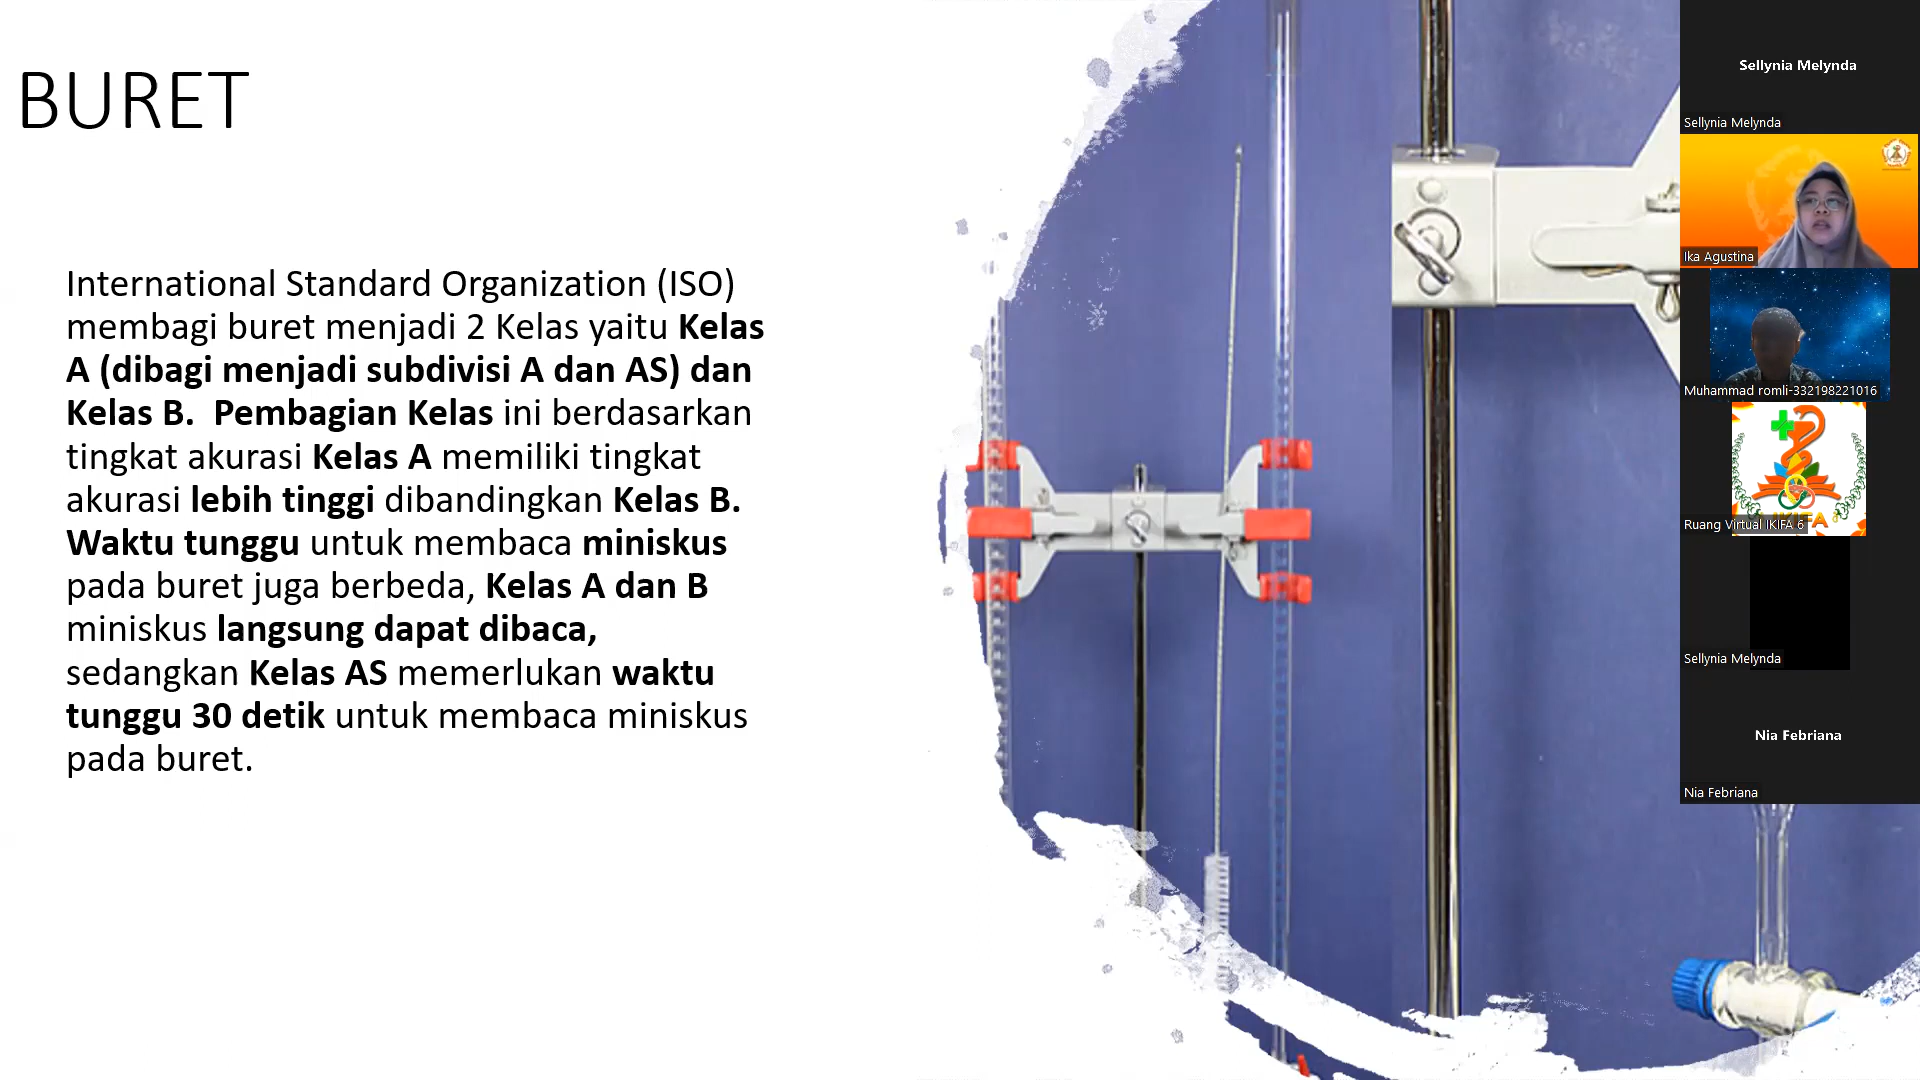 BURET
International Standard Organization (ISO)
membagi buret menjadi 2 Kelas yaitu Kelas
A (dibagi menjadi subdivisi A dan AS) dan
Kelas B.  Pembagian Kelas ini berdasarkan
tingkat akurasi Kelas A memiliki tingkat
akurasi lebih tinggi dibandingkan Kelas B.
Waktu tunggu untuk membaca miniskus
pada buret juga berbeda, Kelas A dan B
miniskus langsung dapat dibaca,
sedangkan Kelas AS memerlukan waktu
tunggu 30 detik untuk membaca miniskus
pada buret.
Sellynia Melynda
Sellynia Melynda
Ika Agustina
Muhammad romli-332198221016
Ruang Virtual IKIFA 6
Sellynia Melynda
Nia Febriana
Nia Febriana